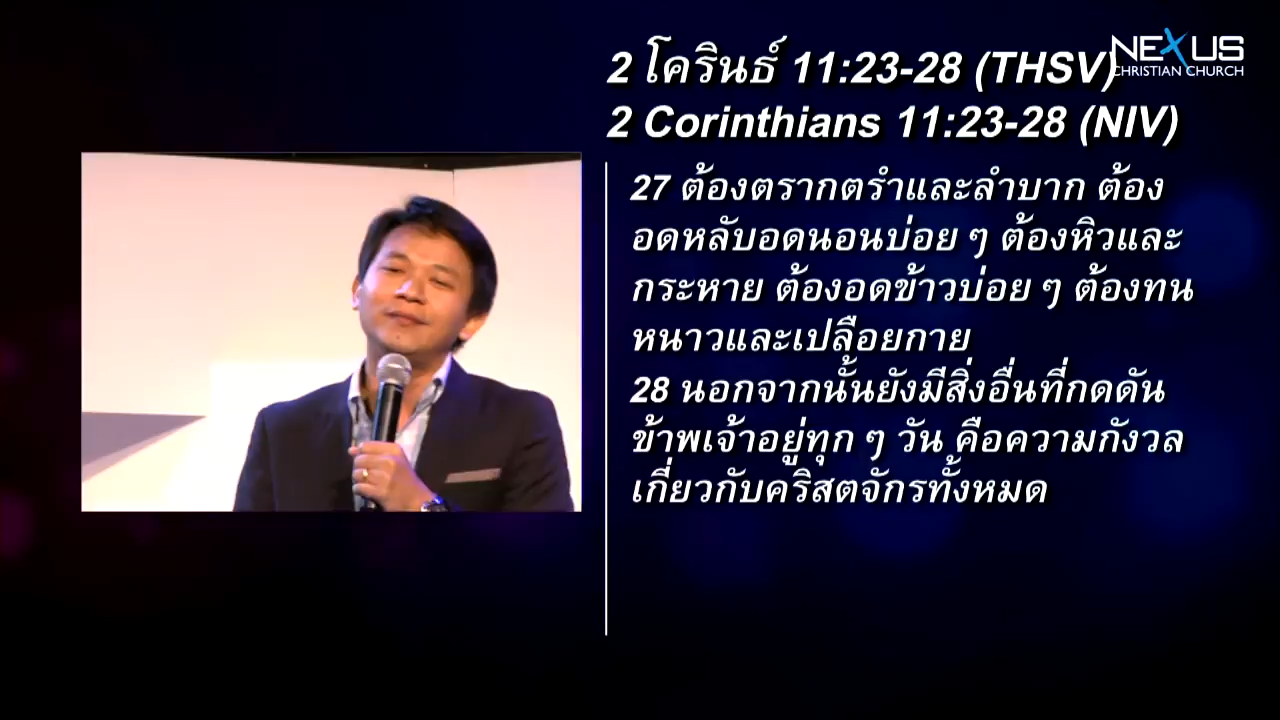 NEXUS
CHRISTIAN CHURCH
2 โครินธ์ 11:23-28 (THSV)
2 Corinthians 11:23-28 (NIV)
27 ต้องตรากตรำและลำบาก ต้อง
อดหลับอดนอนบ่อย ๆ ต้องหิวและ
กระหาย ต้องอดข้าวบ่อย ๆ ต้องทน
หนาวและเปลือยกาย
28 นอกจากนั้นยังมีสิ่งอื่นที่กดดัน
ข้าพเจ้าอยู่ทุก ๆ วัน คือความกังวล
เกี่ยวกับคริสตจักรทั้งหมด